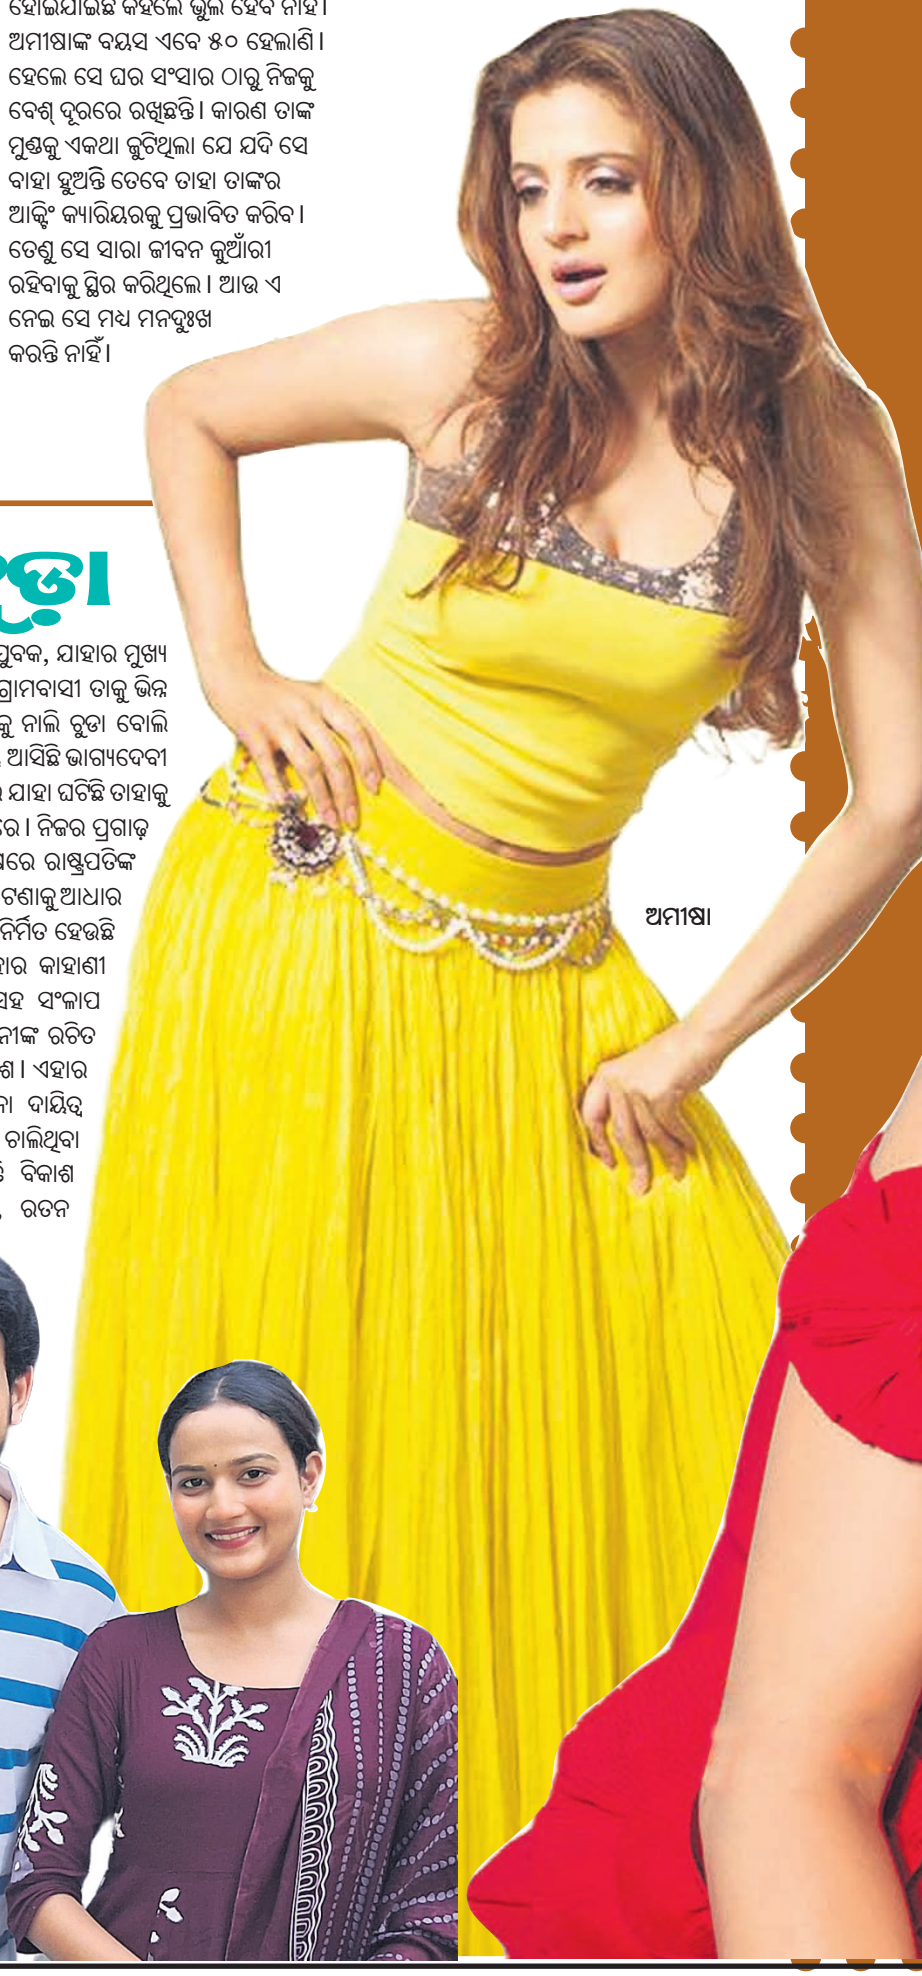 ହୋଇଯାଇଛି କହିଲେ ଭୁଲ ହେବ ନାହିଁ।
ଅମୀଷାଙ୍କ ବୟସ ଏବେ ୫୦ ହେଲାଣି।
ହେଲେ ସେ ଘର ସଂସାର ଠାରୁ ନିଜକୁ
ବେଶ୍ ଦୂରରେ ରଖିଛନ୍ତି। କାରଣ ତାଙ୍କ
ମୁଣ୍ଡକୁ ଏକଥା ଜୁଟିଥିଲା ଯେ ଯଦି ସେ
ବାହା ହୁଅନ୍ତି ତେବେ ତାହା ତାଙ୍କର
ଆକ୍ଟିଂ କ୍ୟାରିୟରକୁ ପ୍ରଭାବିତ କରିବ।
ତେଣୁ ସେ ସାରା ଜୀବନ କୁଆଁରୀ
ରହିବାକୁ ସ୍ଥିର କରିଥିଲେ। ଆଉ ଏ
ନେଇ ସେ ମଧ୍ୟ ମନଦୁଃଖ
କରନ୍ତି ନାହିଁ।
ଡ଼ା
ଯୁବକ, ଯାହାର ମୁଖ୍ୟ
ଗ୍ରାମବାସୀ ତାକୁ ଭିନ୍ନ
କୁ ନାଲି ଚୁଡା ବୋଲି
ଆସିଛି ଭାଗ୍ୟଦେବୀ
ଯାହା ଘଟିଛି ତାହାକୁ
ରେ। ନିଜର ପ୍ରଗାଢ଼
ଷରେ ରାଷ୍ଟ୍ରପତିଙ୍କ
ଟଣାକୁ ଆଧାର
ନିର୍ମିତ ହେଉଛି
ହାର କାହାଣୀ
ସହ ସଂଳାପ
ନୀଙ୍କ ରଚିତ
ଶ। ଏହାର
ନା ଦାୟିତ୍ୱ
ଚାଲିଥିବା
ବିକାଶ
, ରତନ
ଅମୀଷା